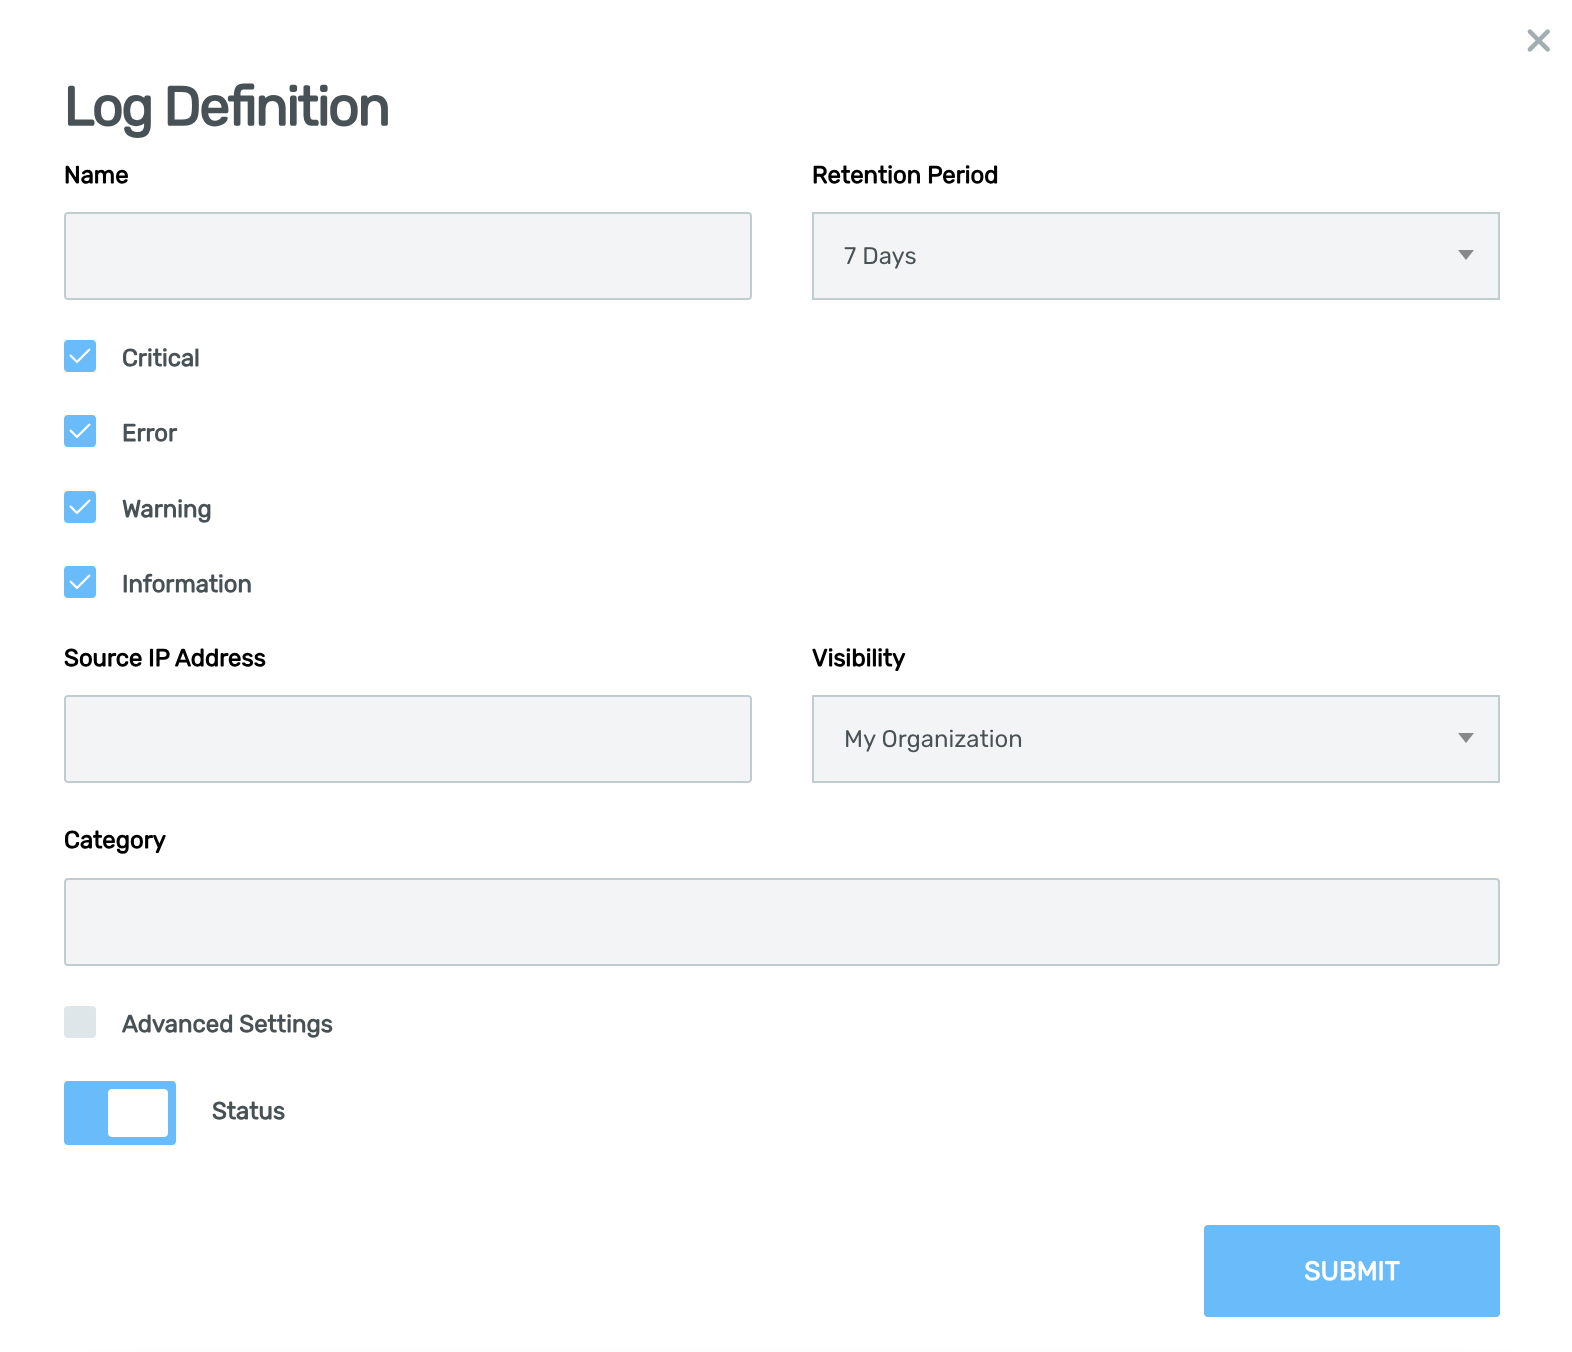 Log Definition
Name
Retention Period
7 Days
Critical
Error
Warning
Information
Source IP Address
Visibility
My Organization
Category
Advanced Settings
Status
SUBMIT